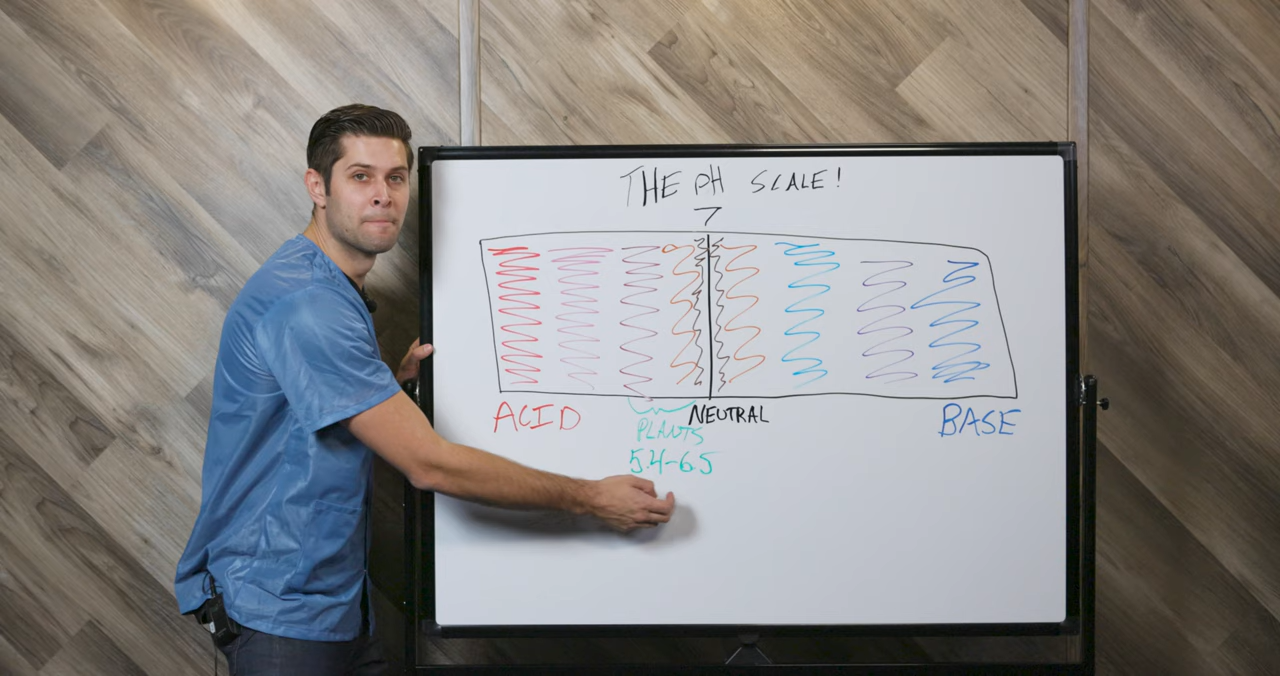 THE pH SCALE!
7
ACID
NEUTRAL
BASE
PLANTS
5.4-6.5